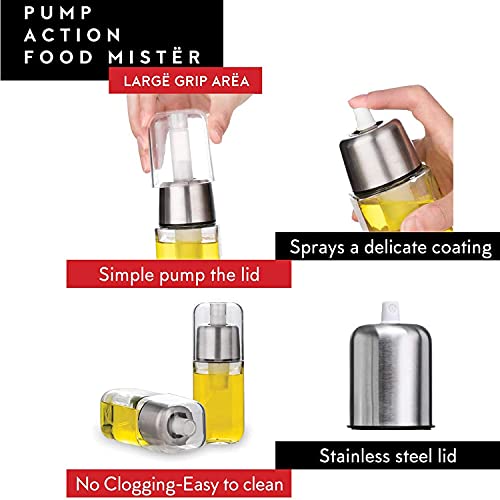 PUMP
ACTION
FOOD MISTËR
LARGË GRIP ARËA
Simple pump the lid
Sprays a delicate coating
No Clogging-Easy to clean
Stainless steel lid